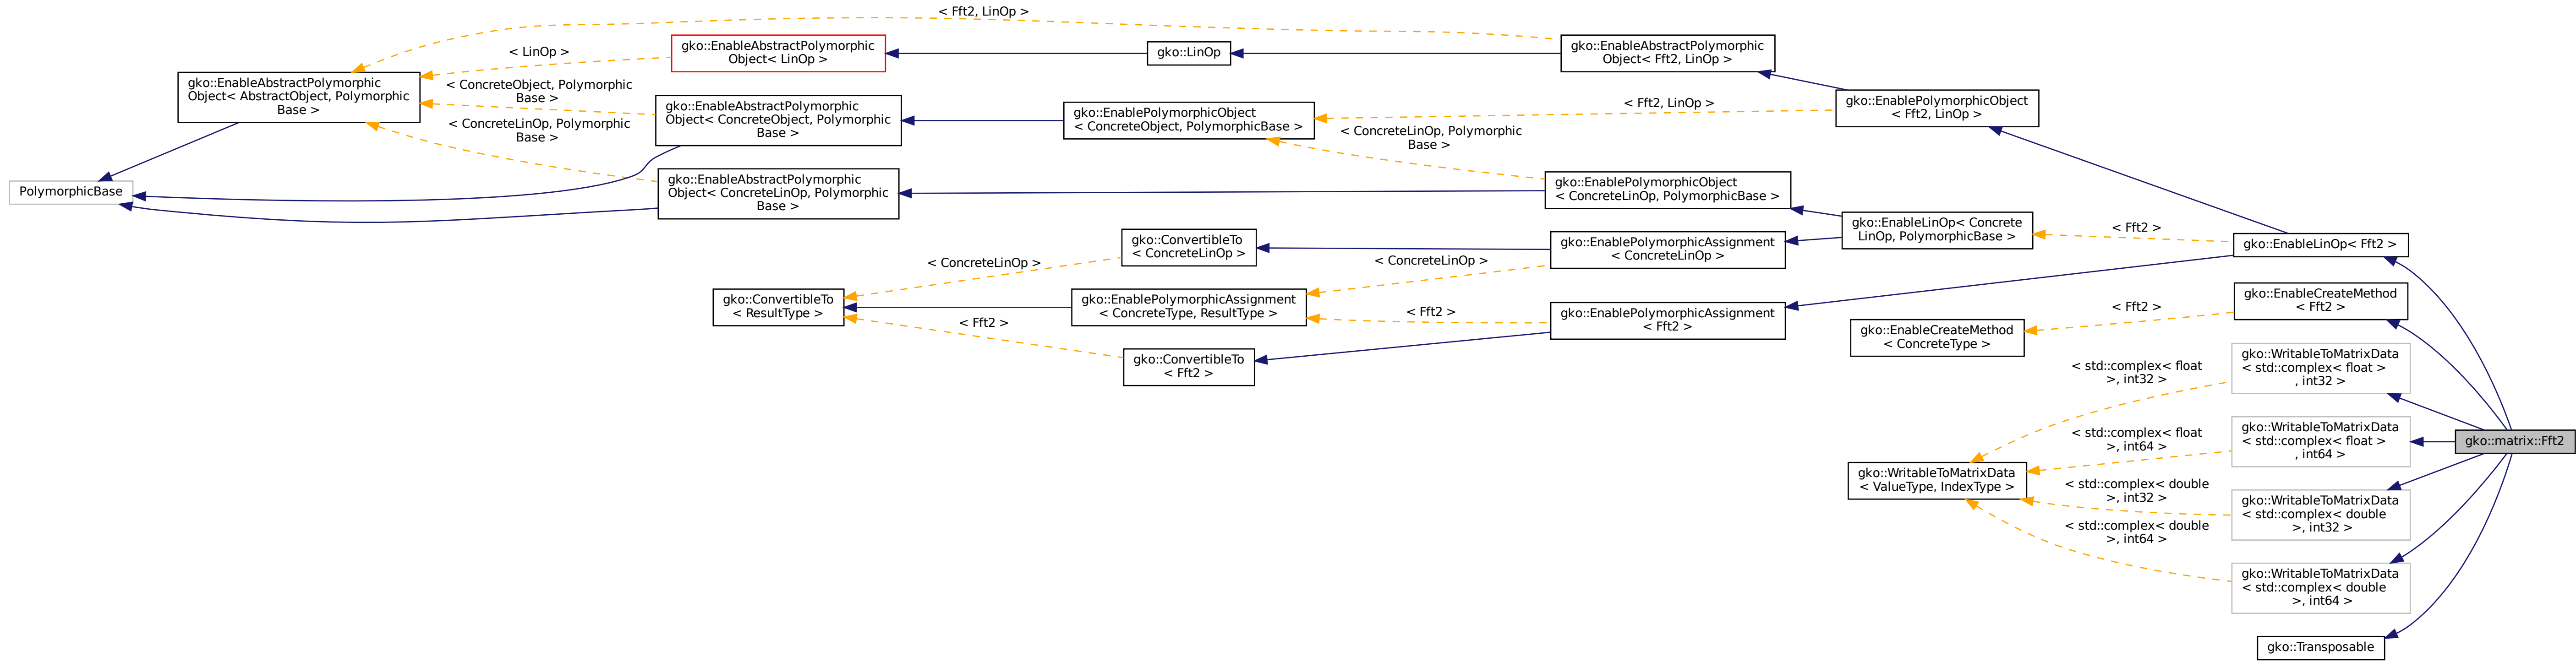 PolymorphicBase
gko::EnableAbstractPolymorphic
Object< AbstractObject, Polymorphic
Base >
< Fft2, LinOp >
< LinOp >
< ConcreteObject, Polymorphic
Base >
< ConcreteLinOp, Polymorphic
Base >
gko::EnableAbstractPolymorphic
Object< LinOp >
gko::EnableAbstractPolymorphic
Object< ConcreteObject, Polymorphic
Base >
gko::EnableAbstractPolymorphic
Object< ConcreteLinOp, Polymorphic
Base >
gko::ConvertibleTo
< ResultType >
< ConcreteLinOp >
< Fft2 >
gko::LinOp
gko::EnablePolymorphicObject
< ConcreteObject, PolymorphicBase >
gko::ConvertibleTo
< ConcreteLinOp >
gko::EnablePolymorphicAssignment
< ConcreteType, ResultType >
gko::ConvertibleTo
< Fft2 >
< ConcreteLinOp, Polymorphic
Base >
< ConcreteLinOp >
< Fft2 >
gko::EnableAbstractPolymorphic
Object< Fft2, LinOp >
< Fft2, LinOp >
gko::EnablePolymorphicObject
< ConcreteLinOp, PolymorphicBase >
gko::EnablePolymorphicAssignment
< ConcreteLinOp >
gko::EnablePolymorphicAssignment
< Fft2 >
gko::EnablePolymorphicObject
< Fft2, LinOp >
gko::EnableLinOp< Concrete
LinOp, PolymorphicBase >
gko::EnableCreateMethod
< ConcreteType >
gko::WritableToMatrixData
< ValueType, IndexType >
< Fft2 >
< Fft2 >
< std::complex< float
>, int32 >
< std::complex< float
>, int64 >
< std::complex< double
>, int32 >
< std::complex< double
>, int64 >
gko::EnableLinOp< Fft2 >
gko::EnableCreateMethod
< Fft2 >
gko::WritableToMatrixData
< std::complex< float >
, int32 >
gko::WritableToMatrixData
< std::complex< float >
, int64 >
gko::WritableToMatrixData
< std::complex< double
>, int32 >
gko::WritableToMatrixData
< std::complex< double
>, int64 >
gko::Transposable
gko::matrix::Fft2